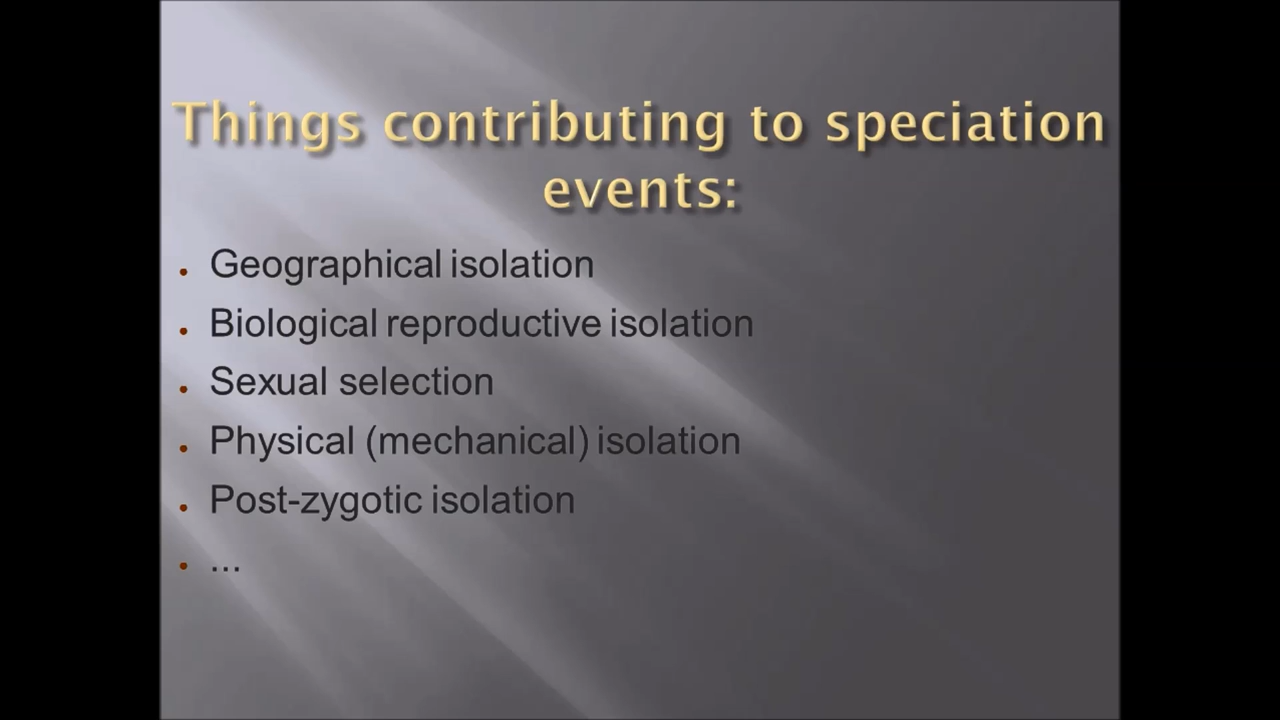 Things contributing to speciation
events:
Geographical isolation
Biological reproductive isolation
Sexual selection
Physical (mechanical) isolation
Post-zygotic isolation
...